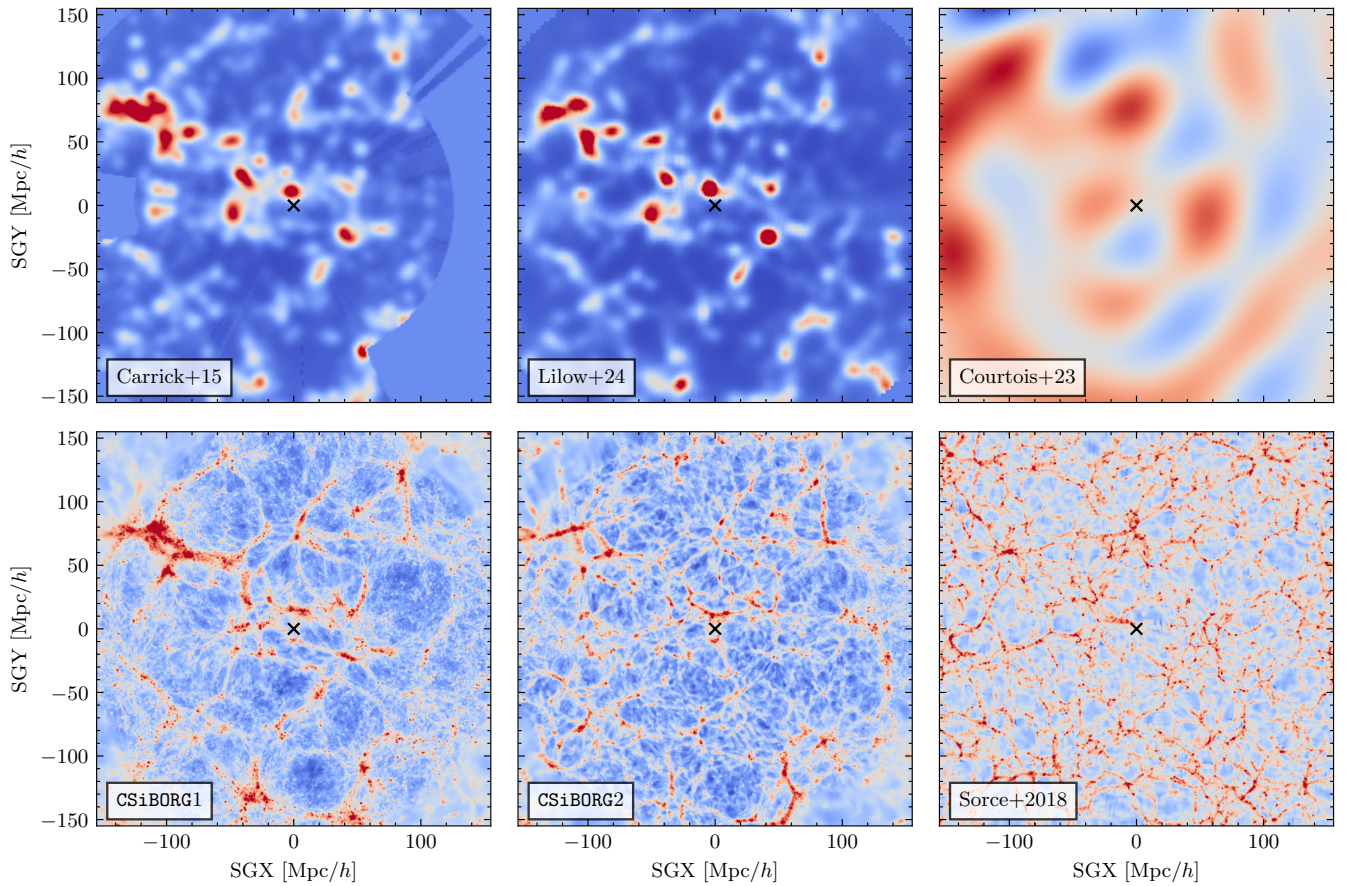 150
100
50
0
−50
−100
−150
SGY [Mpc/h]
Carrick+15
Lilow+24
Courtois+23
150
100
50
0
−50
−100
−150
SGY [Mpc/h]
CSiBORG1
CSiBORG2
Sorce+2018
−100 0 100
−100 0 100
−100 0 100
SGX [Mpc/h]
SGX [Mpc/h]
SGX [Mpc/h]